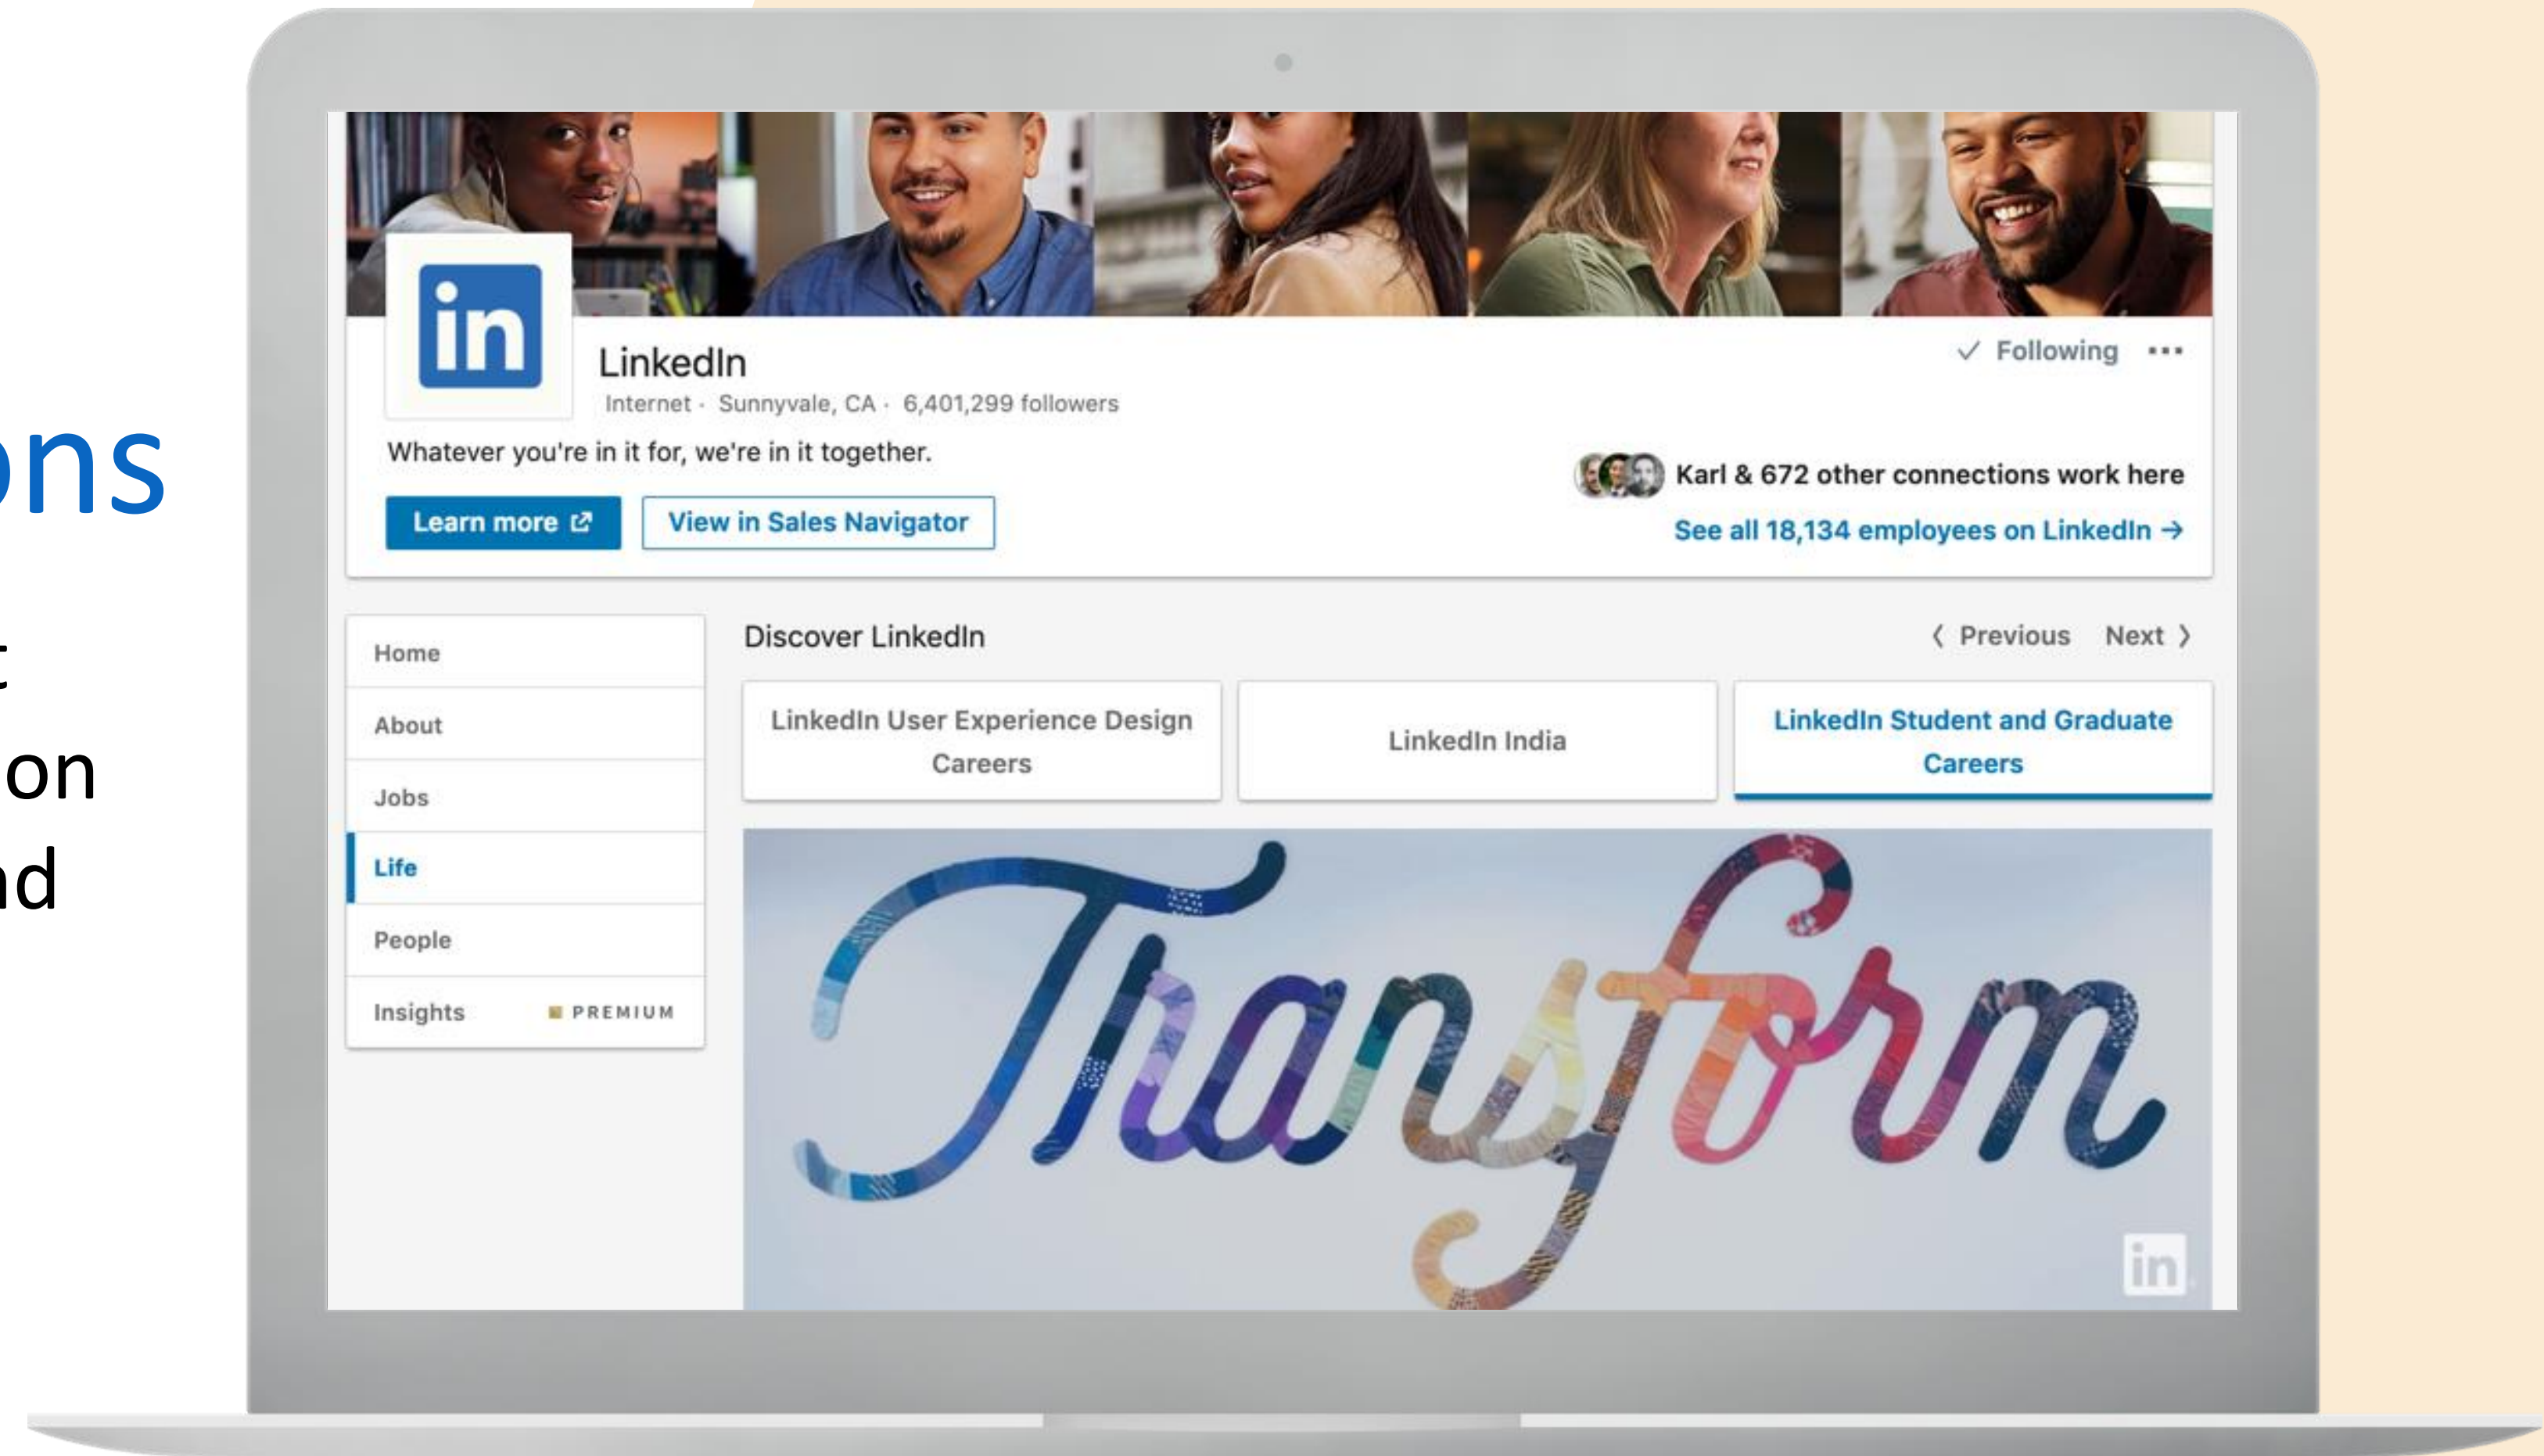 ons
t
on
nd
in
LinkedIn
Internet · Sunnyvale, CA · 6,401,299 followers
✓ Following ···
Whatever you're in it for, we're in it together.
Learn more
View in Sales Navigator
Karl & 672 other connections work here
See all 18,134 employees on LinkedIn →
Home
About
Jobs
Life
People
Insights PREMIUM
Discover LinkedIn
‹ Previous Next ›
LinkedIn User Experience Design
Careers
LinkedIn India
LinkedIn Student and Graduate
Careers
Transform
in